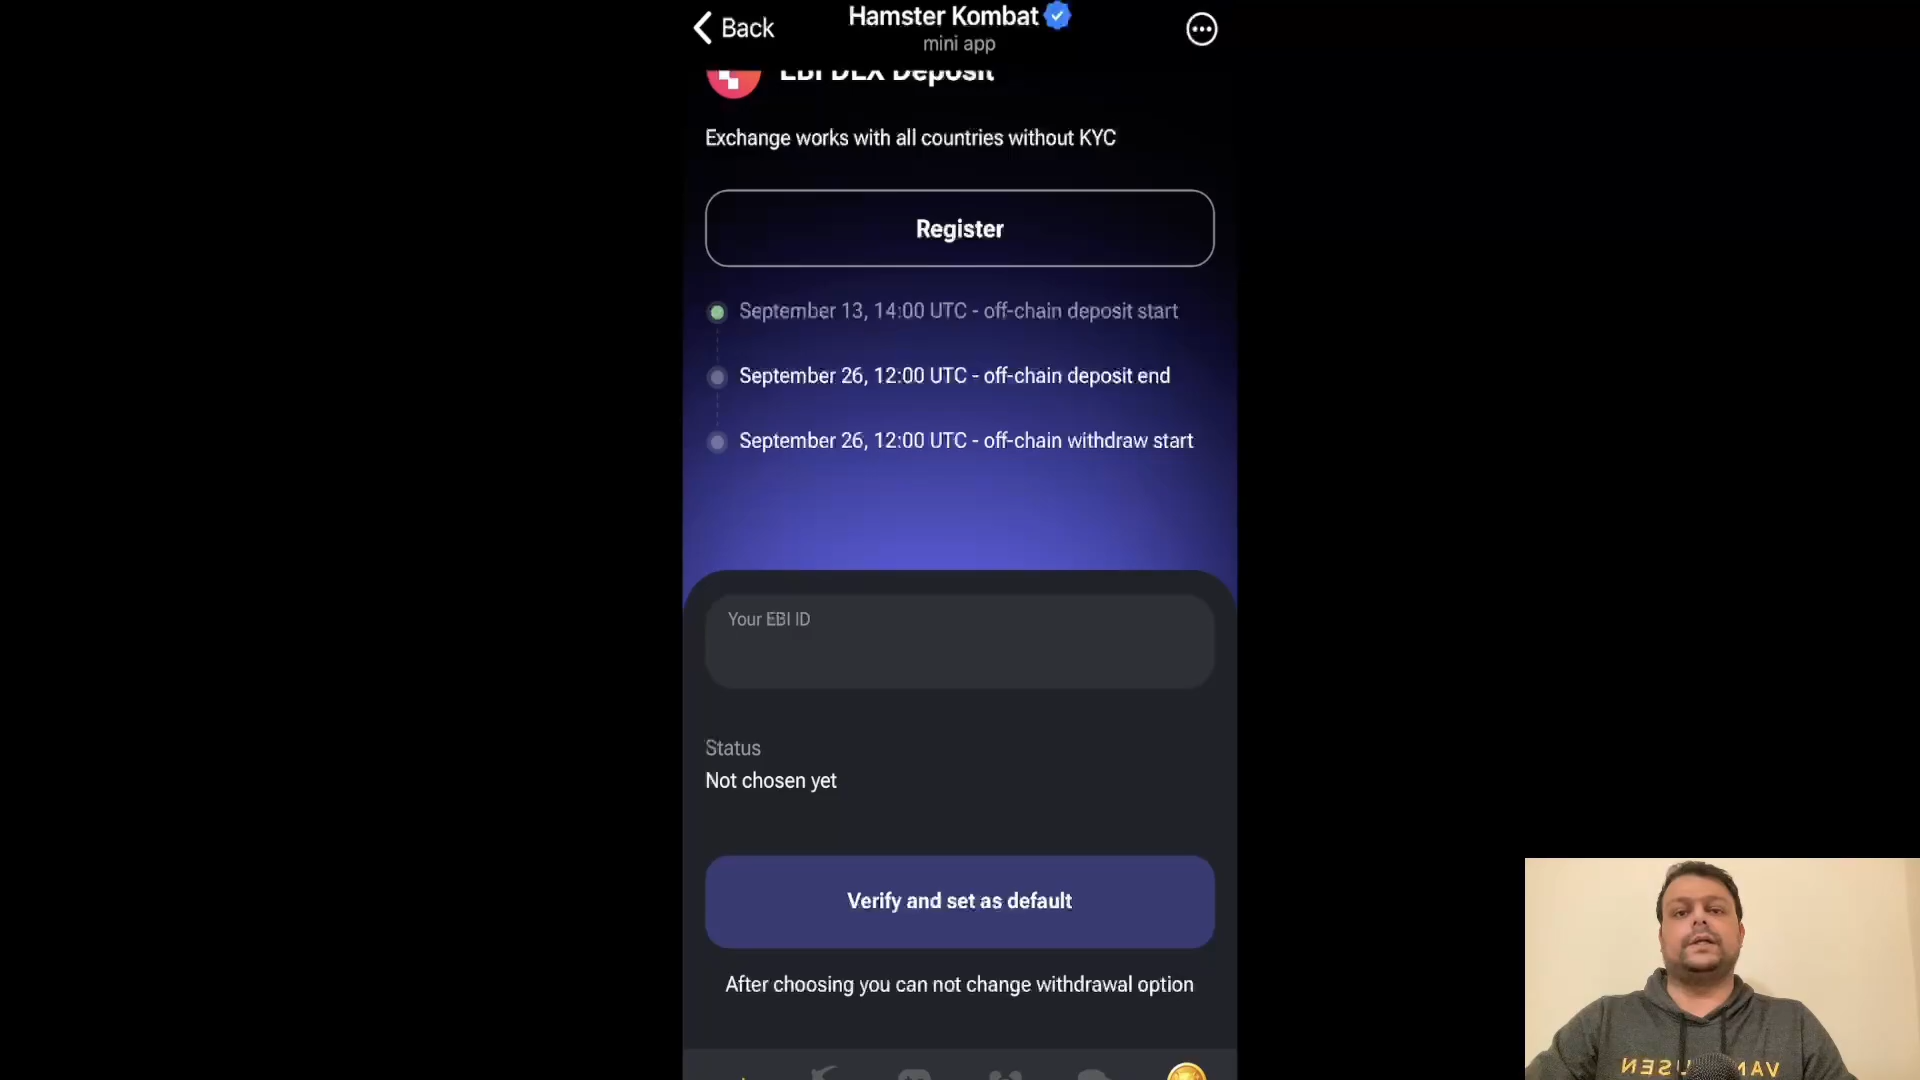 Back
Hamster Kombat
mini app
EBI DEX Deposit
Exchange works with all countries without KYC
Register
September 13, 14:00 UTC - off-chain deposit start
September 26, 12:00 UTC - off-chain deposit end
September 26, 12:00 UTC - off-chain withdraw start
Your EBI ID
Status
Not chosen yet
Verify and set as default
After choosing you can not change withdrawal option